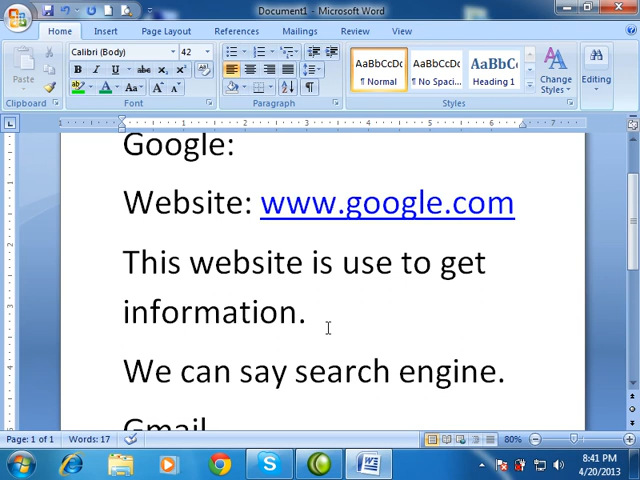 Document1 - Microsoft Word
Home Insert Page Layout References Mailings Review View
Paste
Calibri (Body) 42
AaBbCcDc AaBbCcDc AaBbCc
¶ Normal ¶ No Spaci... Heading 1
Change Styles
Editing
Clipboard Font Paragraph Styles
Google:
Website: www.google.com
This website is use to get
information.
We can say search engine.
Gmail
Page: 1 of 1 Words: 17 80%
8:41 PM
4/20/2013